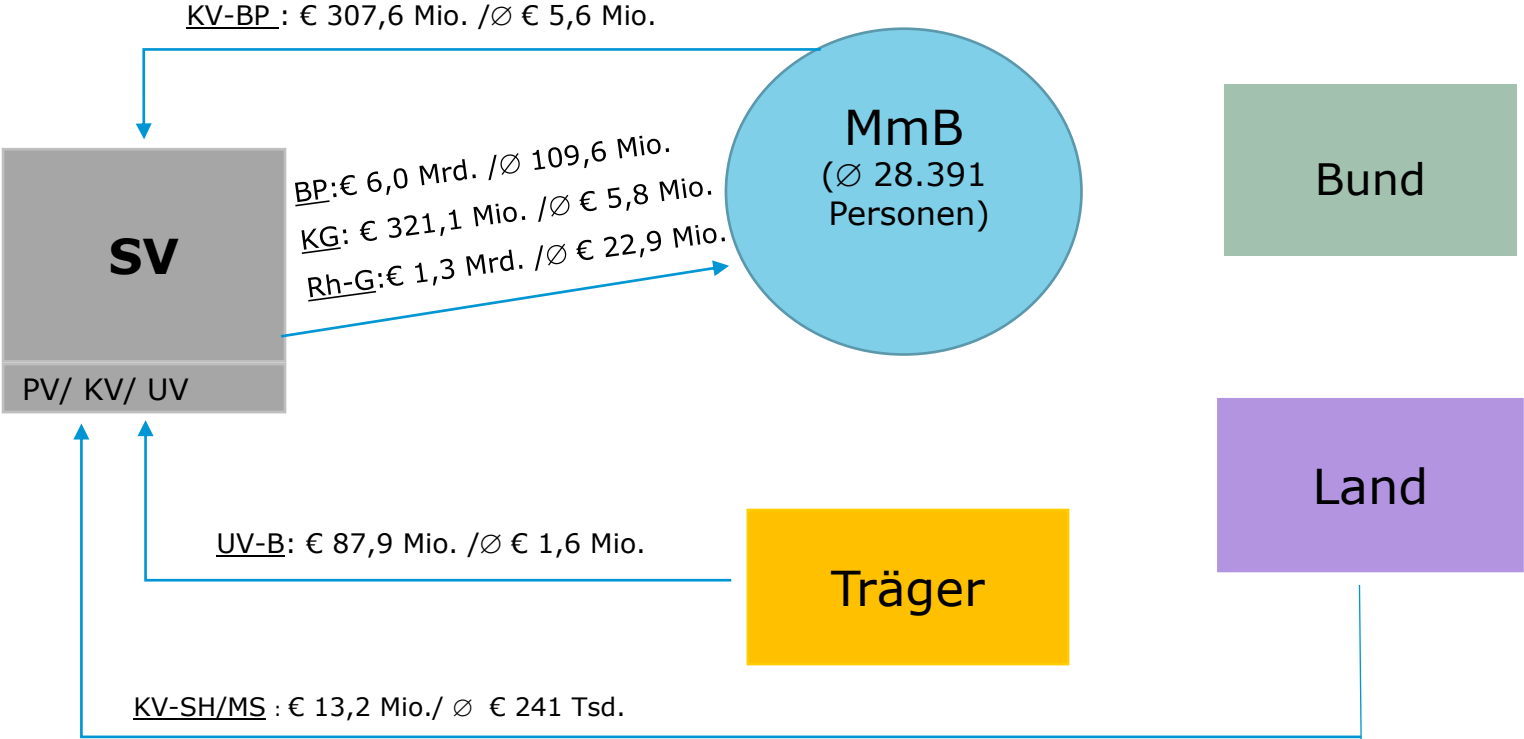 KV-BP : € 307,6 Mio. /∅ € 5,6 Mio.
MmB
(∅ 28.391
Personen)
Bund
BP:€ 6,0 Mrd. /∅ 109,6 Mio.
KG: € 321,1 Mio. /∅ € 5,8 Mio.
Rh-G:€ 1,3 Mrd. /∅ € 22,9 Mio.
SV
PV/ KV/ UV
Land
UV-B: € 87,9 Mio. /∅ € 1,6 Mio.
Träger
KV-SH/MS : € 13,2 Mio./ ∅ € 241 Tsd.